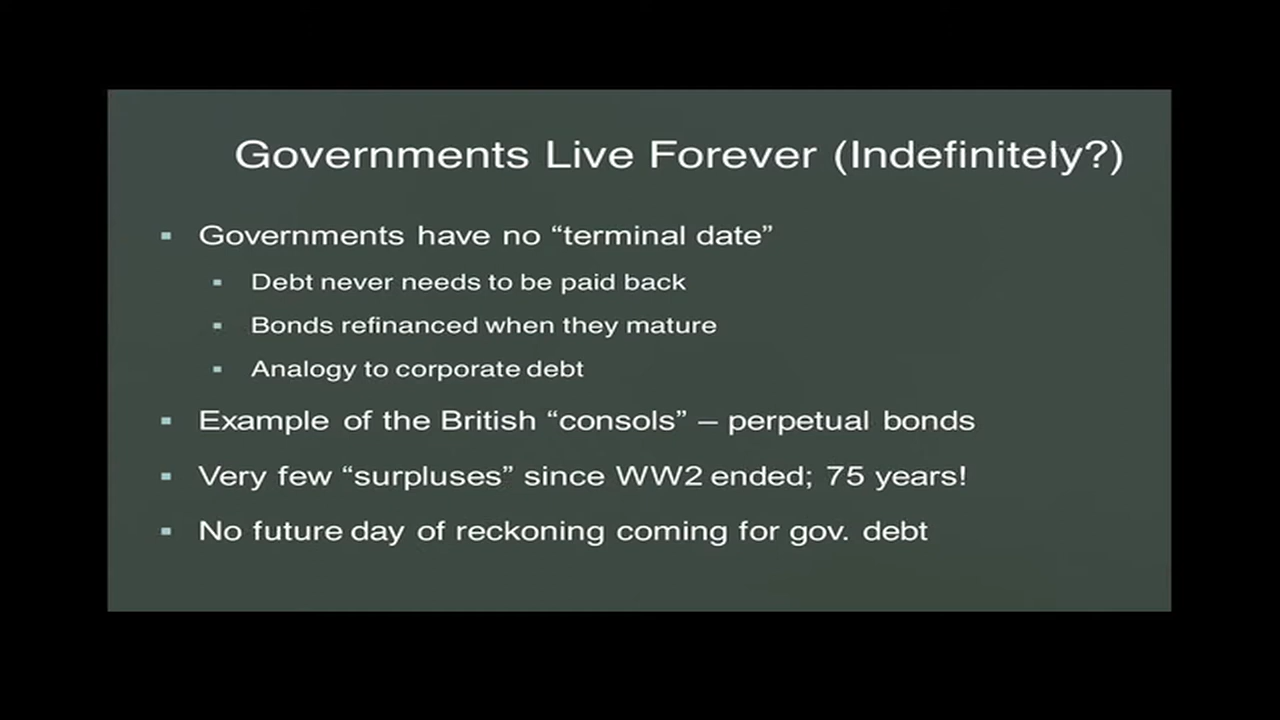 Governments Live Forever (Indefinitely?)
▪ Governments have no “terminal date”
▪ Debt never needs to be paid back
▪ Bonds refinanced when they mature
▪ Analogy to corporate debt
▪ Example of the British “consols” – perpetual bonds
▪ Very few “surpluses” since WW2 ended; 75 years!
▪ No future day of reckoning coming for gov. debt